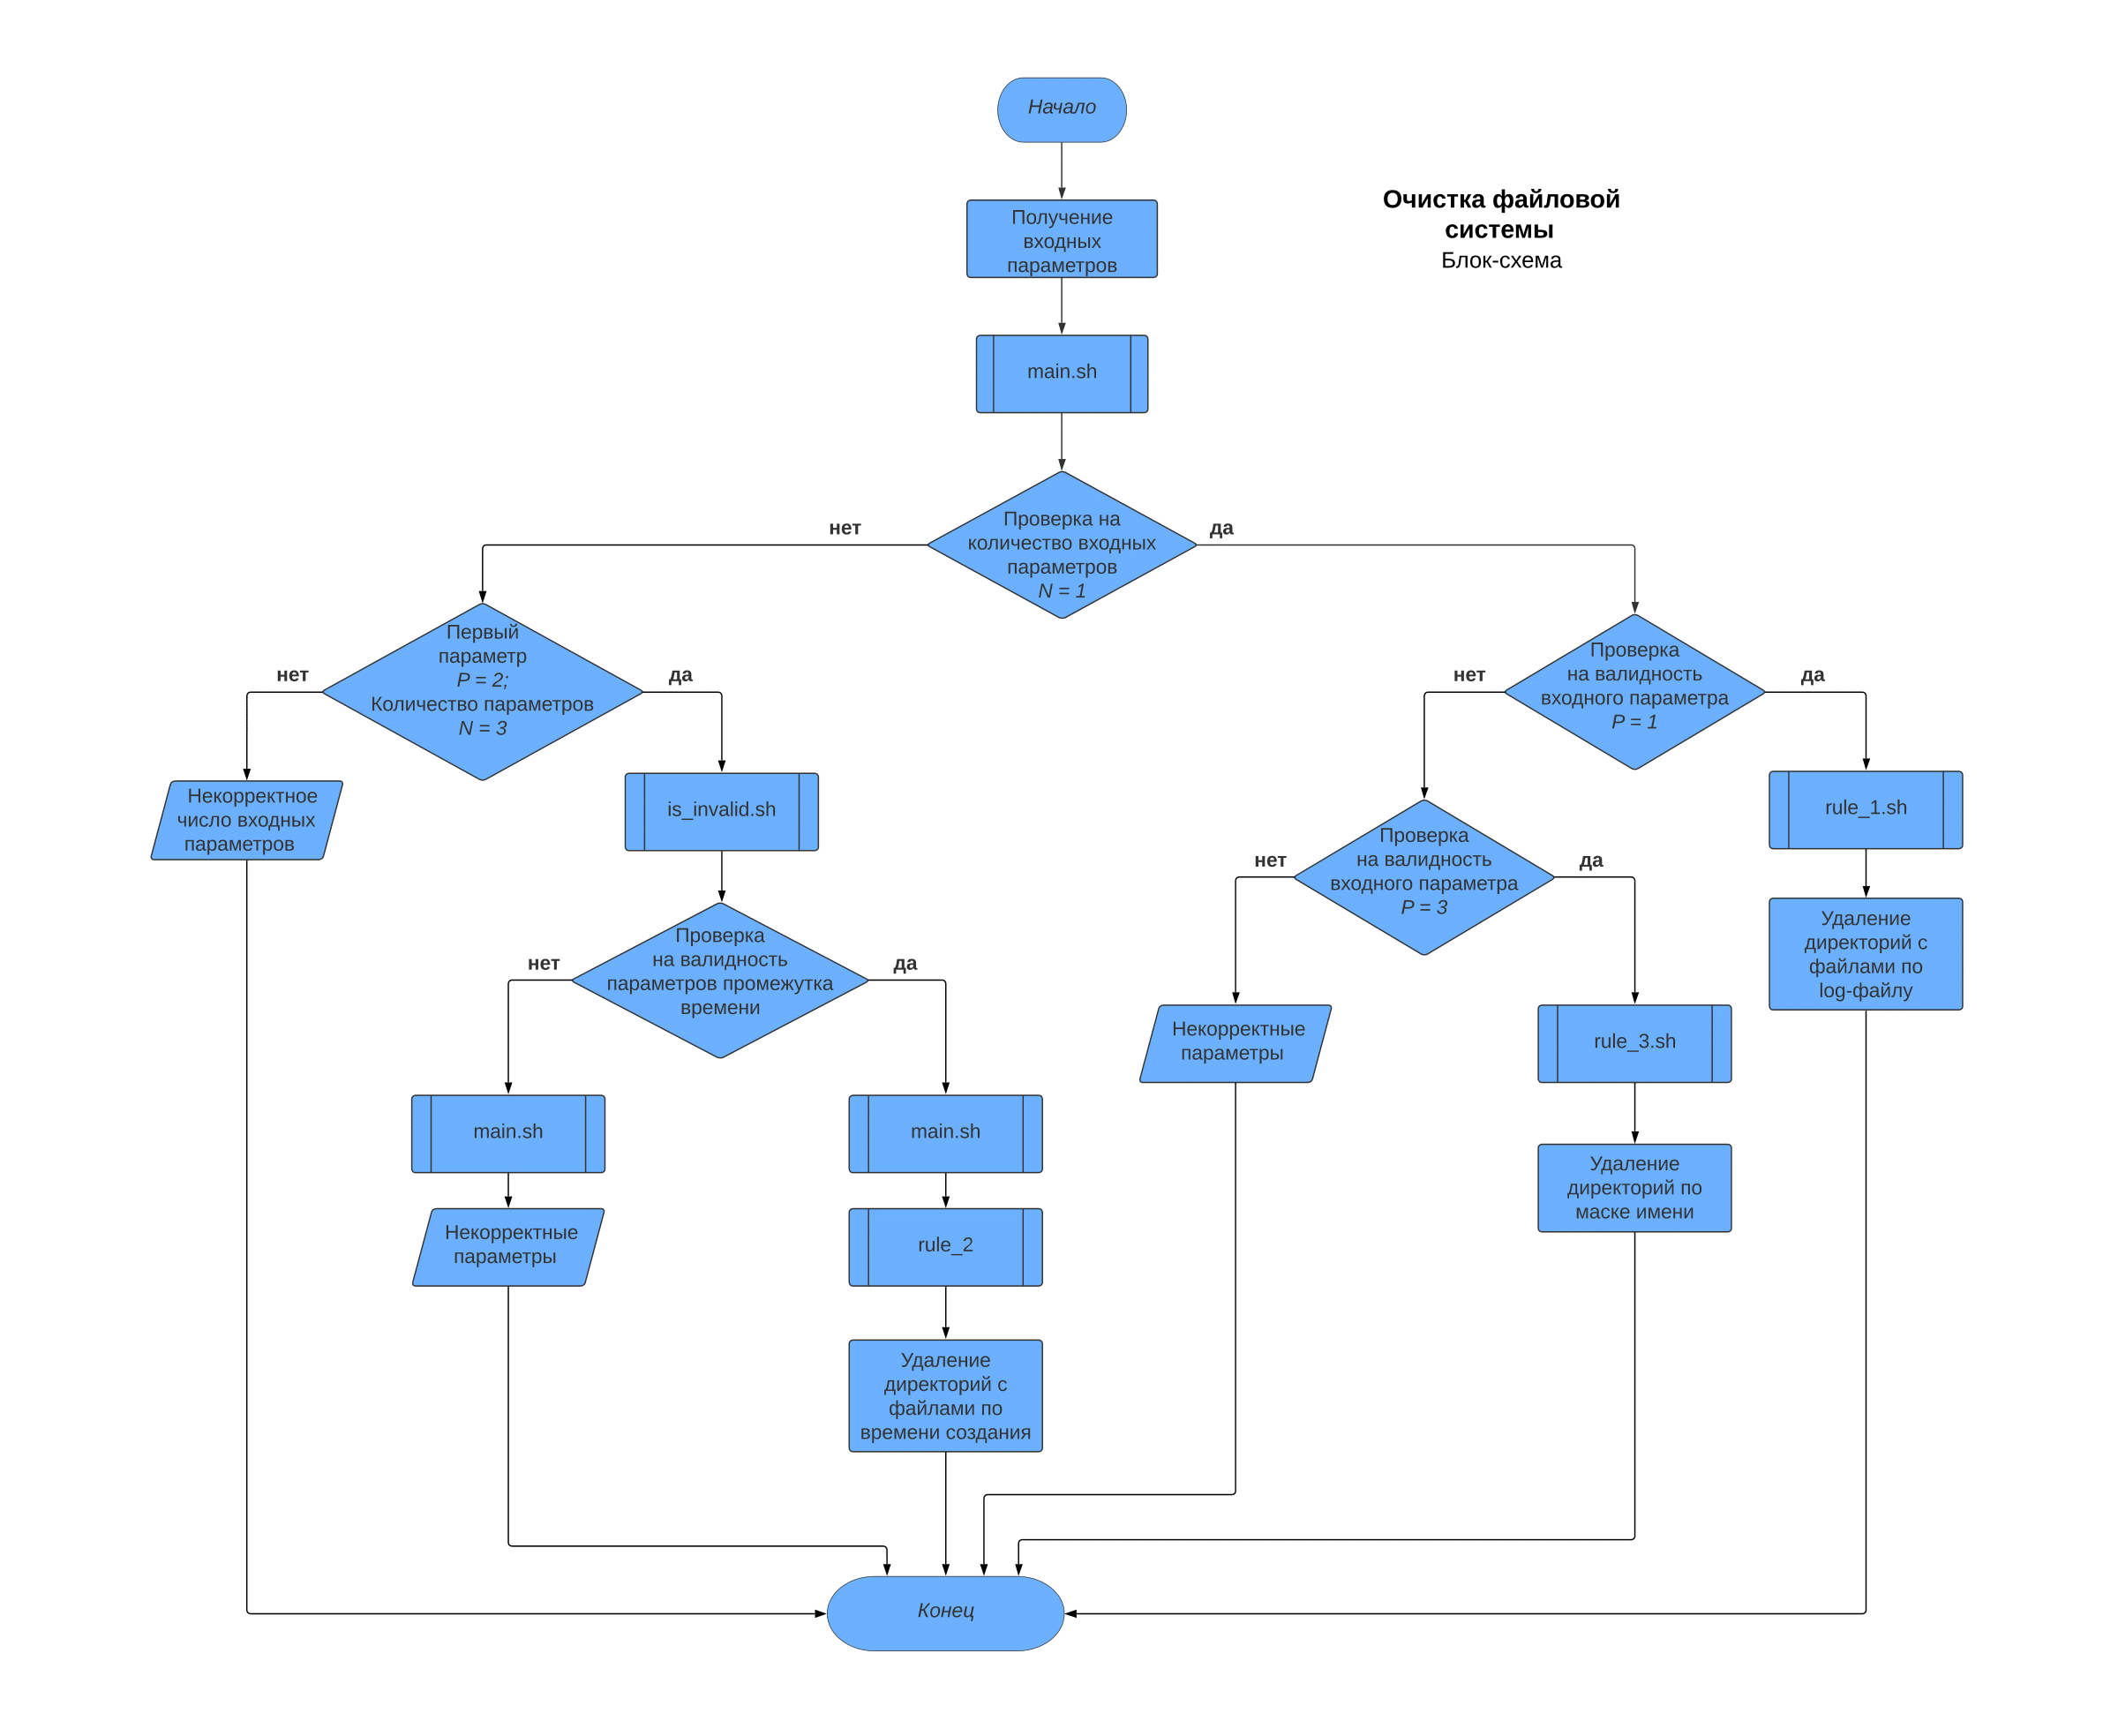 Начало
Очистка файловой
системы
Блок-схема
Получение
входных
параметров
main.sh
Проверка на
количество входных
параметров
N = 1
нет
да
Первый
параметр
P = 2;
Количество параметров
N = 3
нет
да
Проверка
на валидность
входного параметра
P = 1
нет
да
Некорректное
число входных
параметров
is_invalid.sh
rule_1.sh
Проверка
на валидность
входного параметра
P = 3
нет
да
Удаление
директорий с
файлами по
log-файлу
Проверка
на валидность
параметров промежутка
времени
нет
да
Некорректные
параметры
rule_3.sh
main.sh
main.sh
Удаление
директорий по
маске имени
Некорректные
параметры
rule_2
Удаление
директорий с
файлами по
времени создания
Конец